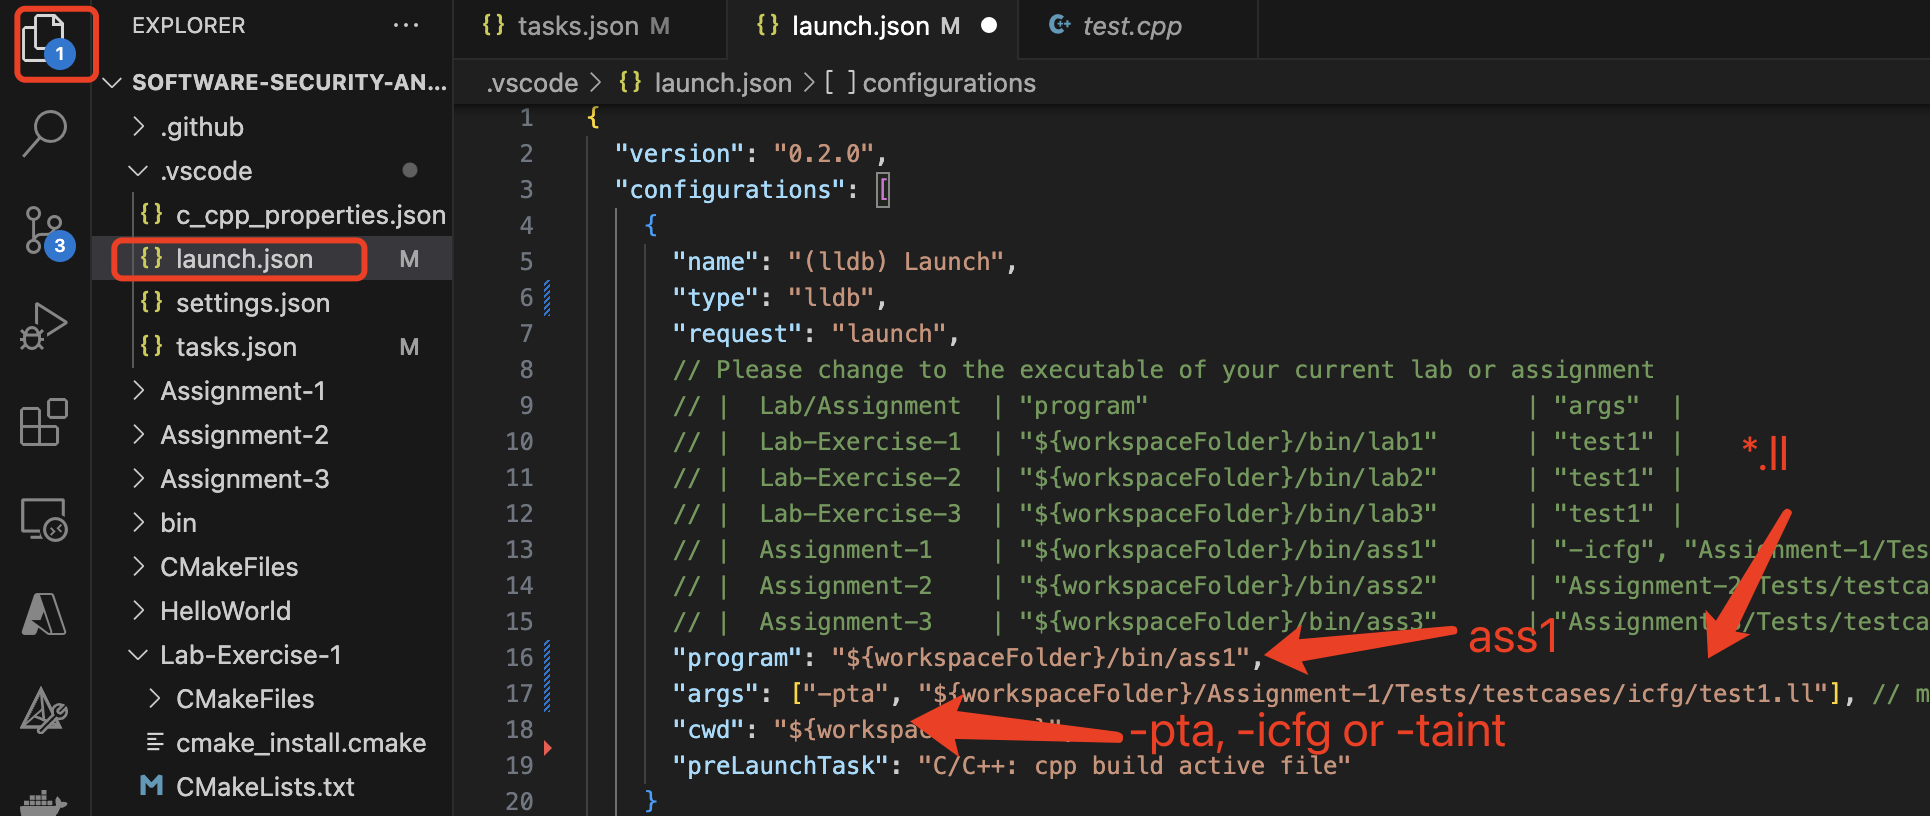 1
EXPLORER
···
{} tasks.json M
{} launch.json M
C++ test.cpp
SOFTWARE-SECURITY-AN...
.vscode > {} launch.json > [ ] configurations
.github
.vscode
{} c_cpp_properties.json
{} launch.json M
{} settings.json
{} tasks.json M
Assignment-1
Assignment-2
Assignment-3
bin
CMakeFiles
HelloWorld
Lab-Exercise-1
CMakeFiles
cmake_install.cmake
M CMakeLists.txt
3
1 {
2 "version": "0.2.0",
3 "configurations": [
4 {
5 "name": "(lldb) Launch",
6 "type": "lldb",
7 "request": "launch",
8 // Please change to the executable of your current lab or assignment
9 // | Lab/Assignment | "program" | "args" |
10 // | Lab-Exercise-1 | "${workspaceFolder}/bin/lab1" | "test1" |
11 // | Lab-Exercise-2 | "${workspaceFolder}/bin/lab2" | "test1" |
12 // | Lab-Exercise-3 | "${workspaceFolder}/bin/lab3" | "test1" |
13 // | Assignment-1 | "${workspaceFolder}/bin/ass1" | "-icfg", "Assignment-1/Tes
14 // | Assignment-2 | "${workspaceFolder}/bin/ass2" | "Assignment-2/Tests/testca
15 // | Assignment-3 | "${workspaceFolder}/bin/ass3" | "Assignment-3/Tests/testca
16 "program": "${workspaceFolder}/bin/ass1",
17 "args": ["-pta", "${workspaceFolder}/Assignment-1/Tests/testcases/icfg/test1.ll"], // m
18 "cwd": "${workspac
19 "preLaunchTask": "C/C++: cpp build active file"
20 }
*.ll
ass1
-pta, -icfg or -taint